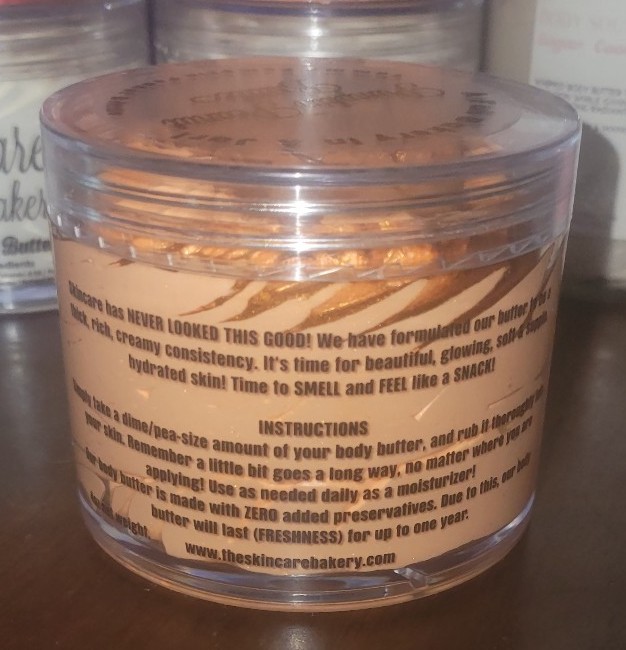 Skincare has NEVER LOOKED THIS GOOD! We have formulated our butter to be a
thick, rich, creamy consistency. It's time for beautiful, glowing, soft & supple
hydrated skin! Time to SMELL and FEEL like a SNACK!
INSTRUCTIONS
Simply take a dime/pea-size amount of your body butter, and rub it thoroughly
your skin. Remember a little bit goes a long way, no matter where you are
applying! Use as needed daily as a moisturizer!
Our body butter is made with ZERO added preservatives. Due to this, our body
butter will last (FRESHNESS) for up to one year.
weight.
www.theskincarebakery.com